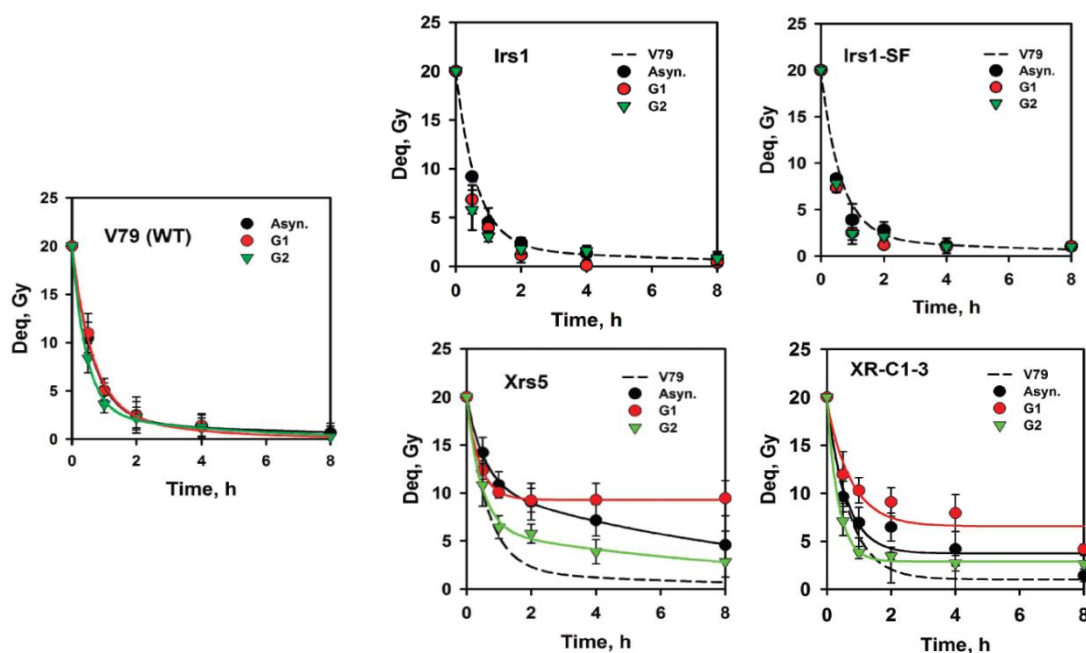 V79 (WT)
Asyn.
G1
G2
Deq, Gy
25
20
15
10
5
0
0 2 4 6 8
Time, h
Irs1
V79
Asyn.
G1
G2
Deq, Gy
25
20
15
10
5
0
0 2 4 6 8
Time, h
Irs1-SF
V79
Asyn.
G1
G2
Deq, Gy
25
20
15
10
5
0
0 2 4 6 8
Time, h
Xrs5
V79
Asyn.
G1
G2
Deq, Gy
25
20
15
10
5
0
0 2 4 6 8
Time, h
XR-C1-3
V79
Asyn.
G1
G2
Deq, Gy
25
20
15
10
5
0
0 2 4 6 8
Time, h